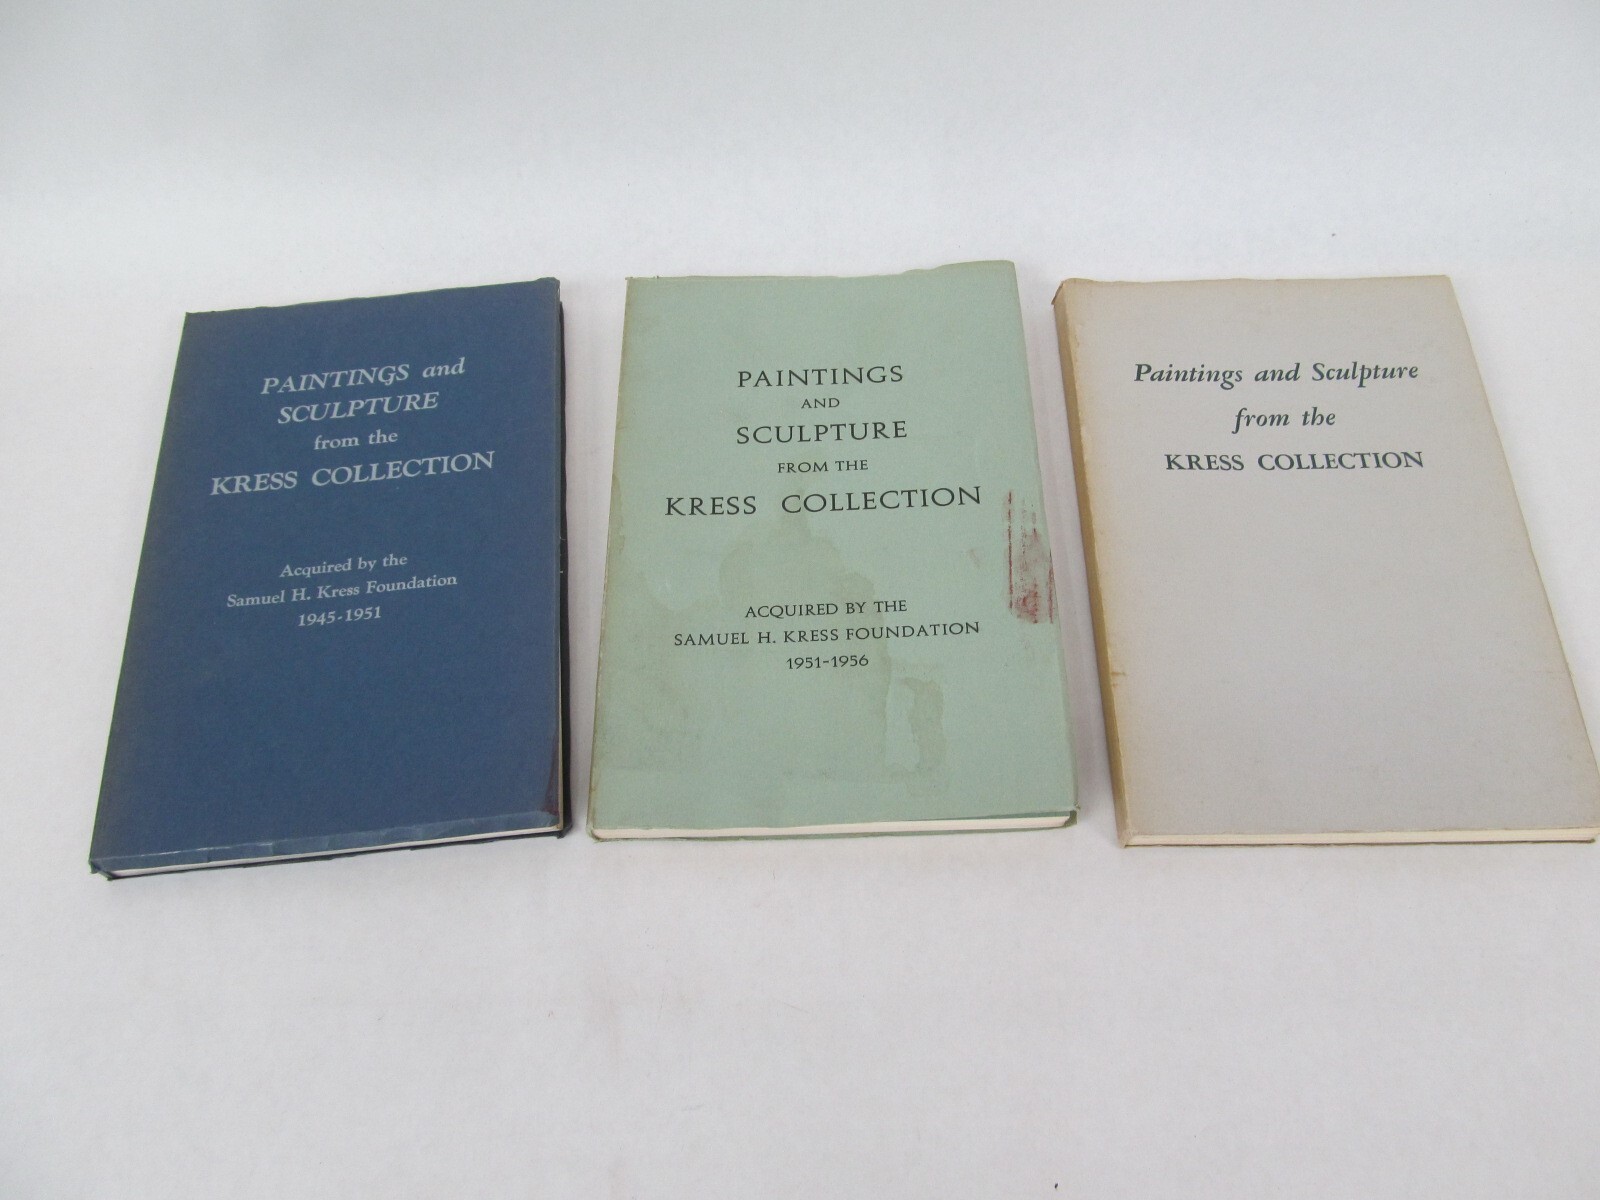 PAINTINGS and
SCULPTURE
from the
KRESS COLLECTION
Acquired by the
Samuel H. Kress Foundation
1945-1951
PAINTINGS
AND
SCULPTURE
FROM THE
KRESS COLLECTION
ACQUIRED BY THE
SAMUEL H. KRESS FOUNDATION
1951-1956
Paintings and Sculpture
from the
KRESS COLLECTION